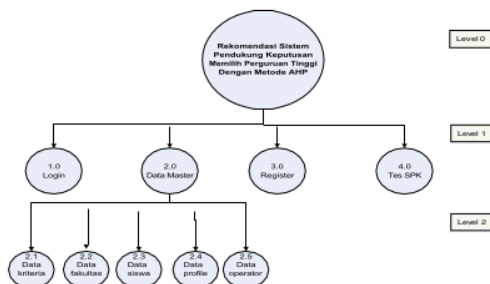 Rekomendasi Sistem
Pendukung Keputusan
Memilih Perguruan Tinggi
Dengan Metode AHP
Level 0
Level 1
1.0
Login
2.0
Data Master
3.0
Register
4.0
Tes SPK
Level 2
2.1
Data
kriteria
2.2
Data
fakultas
2.3
Data
siswa
2.4
Data
profile
2.5
Data
operator